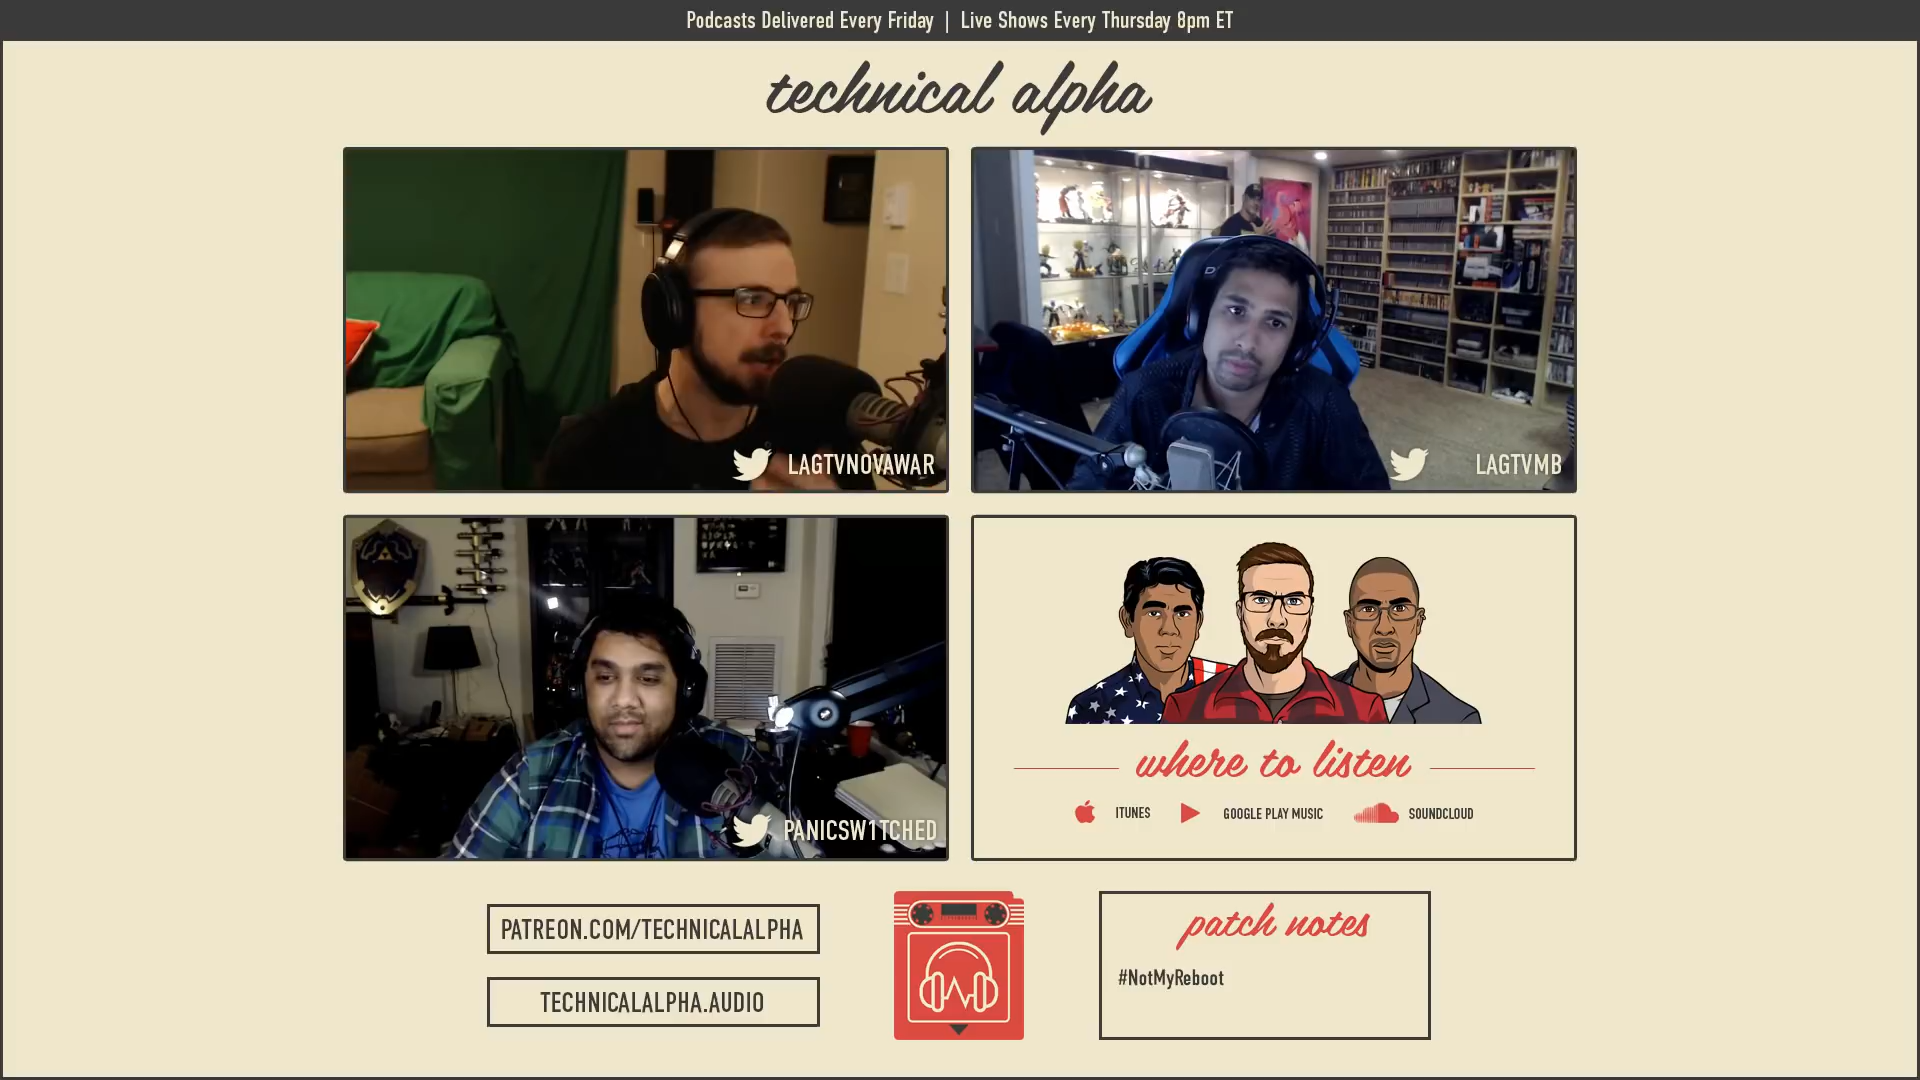 Podcasts Delivered Every Friday | Live Shows Every Thursday 8pm ET
technical alpha
LAGTVNOVAWAR
LAGTVMB
PANICSW1TCHED
where to listen
ITUNES
GOOGLE PLAY MUSIC
SOUNDCLOUD
PATREON.COM/TECHNICALALPHA
TECHNICALALPHA.AUDIO
patch notes
#NotMyReboot